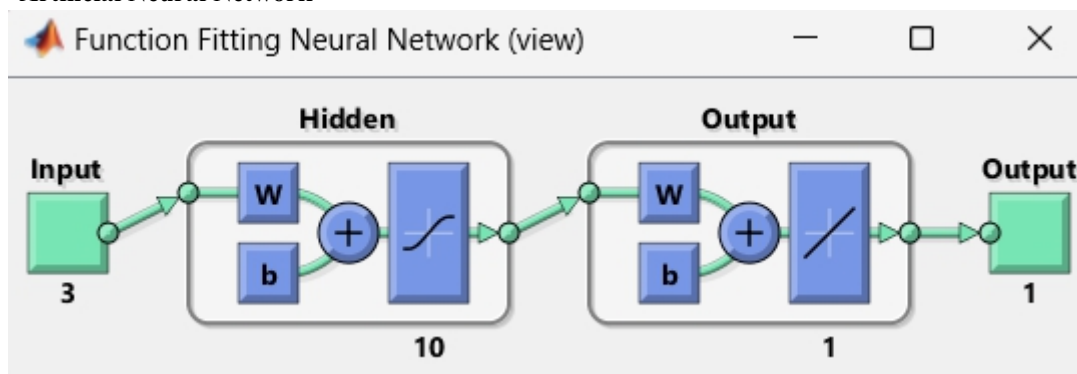 Function Fitting Neural Network (view)
Hidden
Output
Input
Output
W
W
b
b
3
1
10
1